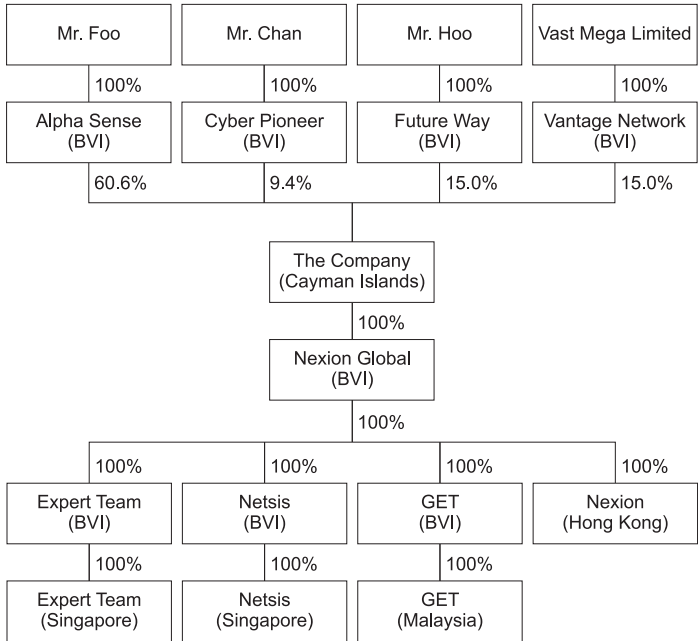 Mr. Foo
Mr. Chan
Mr. Hoo
Vast Mega Limited
100%
100%
100%
100%
Alpha Sense
(BVI)
Cyber Pioneer
(BVI)
Future Way
(BVI)
Vantage Network
(BVI)
60.6%
9.4%
15.0%
15.0%
The Company
(Cayman Islands)
100%
Nexion Global
(BVI)
100%
100%
100%
100%
100%
Expert Team
(BVI)
Netsis
(BVI)
GET
(BVI)
Nexion
(Hong Kong)
100%
100%
100%
Expert Team
(Singapore)
Netsis
(Singapore)
GET
(Malaysia)